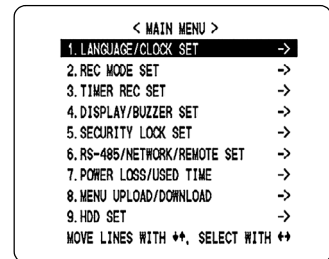 < MAIN MENU >
1. LANGUAGE/CLOCK SET ->
2. REC MODE SET ->
3. TIMER REC SET ->
4. DISPLAY/BUZZER SET ->
5. SECURITY LOCK SET ->
6. RS-485/NETWORK/REMOTE SET ->
7. POWER LOSS/USED TIME ->
8. MENU UPLOAD/DOWNLOAD ->
9. HDD SET ->
MOVE LINES WITH ↓↑, SELECT WITH ←→